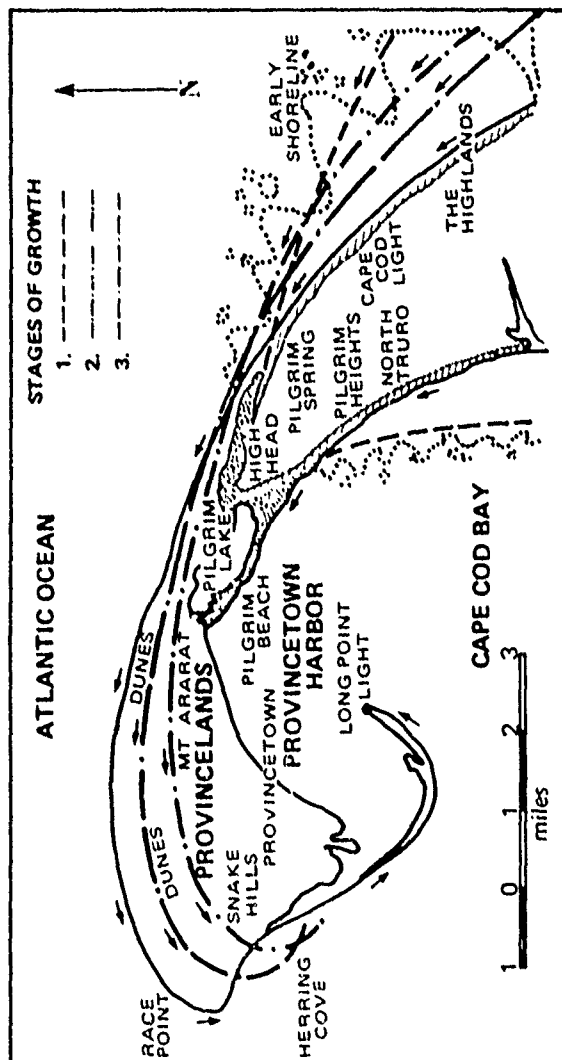 ATLANTIC OCEAN
STAGES OF GROWTH
1.
2.
3.
N
EARLY
SHORELINE
RACE
POINT
DUNES
DUNES
MT ARARAT
PROVINCELANDS
SNAKE
HILLS
PROVINCETOWN
HERRING
COVE
PILGRIM
LAKE
HIGH
HEAD
PILGRIM
SPRING
PILGRIM
HEIGHTS
CAPE COD
LIGHT
NORTH
TRURO
THE
HIGHLANDS
PILGRIM
BEACH
PROVINCETOWN
HARBOR
LONG POINT
LIGHT
CAPE COD BAY
1 0 1 2 3
miles